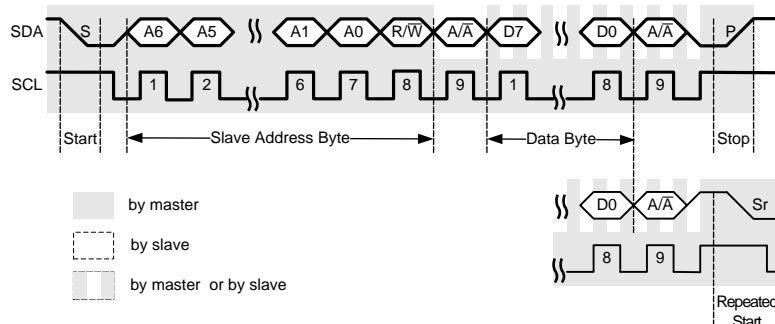 SDA S A6 A5 A1 A0 R/W̅ A/A̅ D7 D0 A/A̅ P
SCL 1 2 6 7 8 9 1 8 9
Start Slave Address Byte Data Byte Stop
by master
by slave
by master or by slave
D0 A/A̅ Sr
8 9
Repeated
Start